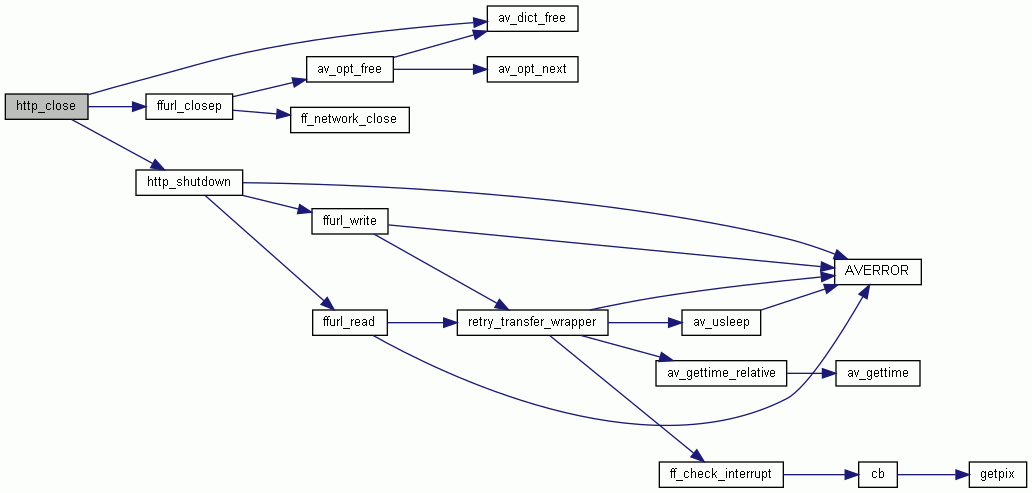 av_dict_free
av_opt_free
av_opt_next
http_close
ffurl_closep
ff_network_close
http_shutdown
ffurl_write
AVERROR
ffurl_read
retry_transfer_wrapper
av_usleep
av_gettime_relative
av_gettime
ff_check_interrupt
cb
getpix